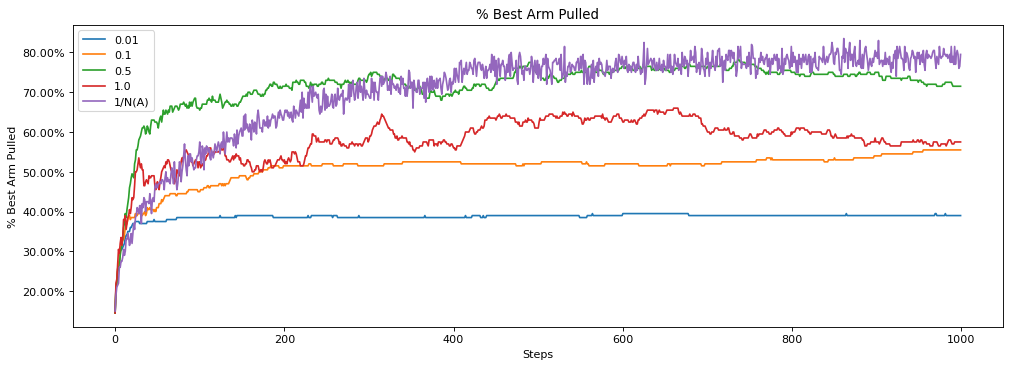 % Best Arm Pulled
0.01
0.1
0.5
1.0
1/N(A)
% Best Arm Pulled
80.00%
70.00%
60.00%
50.00%
40.00%
30.00%
20.00%
0 200 400 600 800 1000
Steps